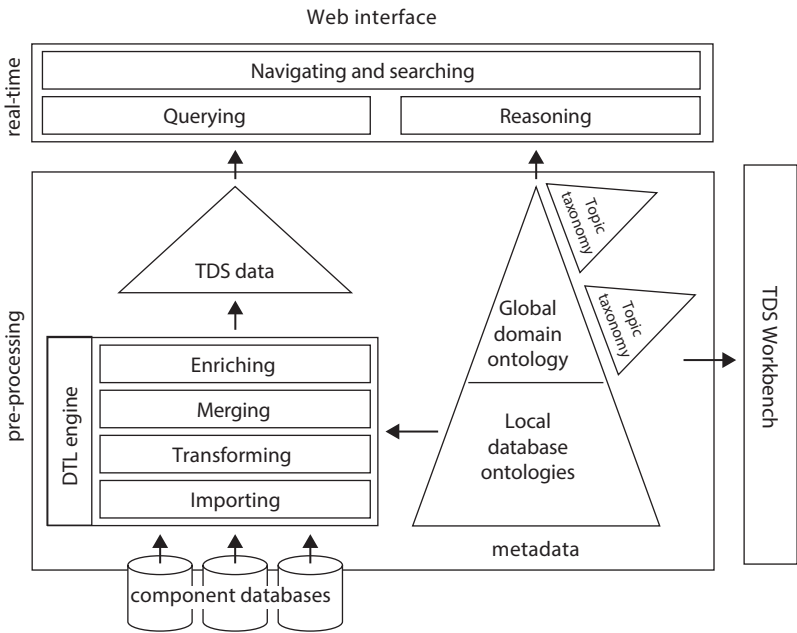 Web interface
real-time
Navigating and searching
Querying
Reasoning
pre-processing
TDS data
Topic
taxonomy
Topic
taxonomy
Global
domain
ontology
Local
database
ontologies
metadata
DTL engine
Enriching
Merging
Transforming
Importing
component databases
TDS Workbench